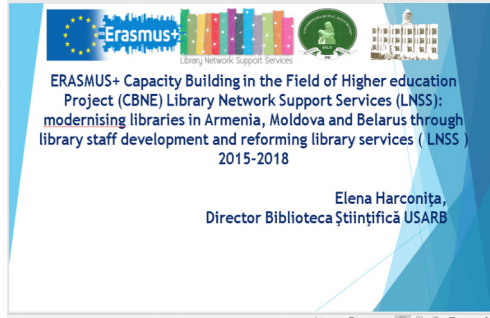 Erasmus+
Library Network Support Services
ERASMUS+ Capacity Building in the Field of Higher education
Project (CBNE) Library Network Support Services (LNSS):
modernising libraries in Armenia, Moldova and Belarus through
library staff development and reforming library services ( LNSS )
2015-2018
Elena Harconița,
Director Biblioteca Științifică USARB